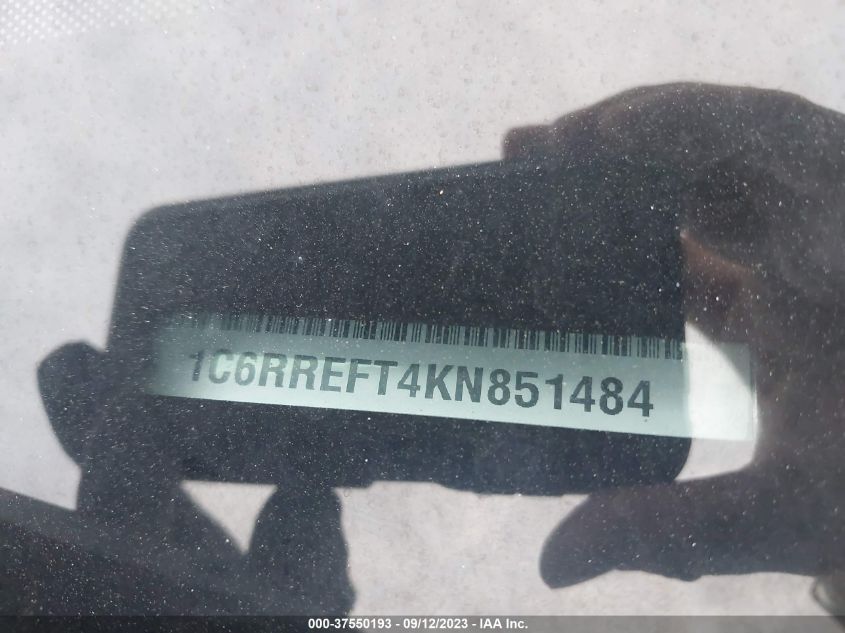 1C6RREFT4KN851484
000-37550193 - 09/12/2023 - IAA Inc.